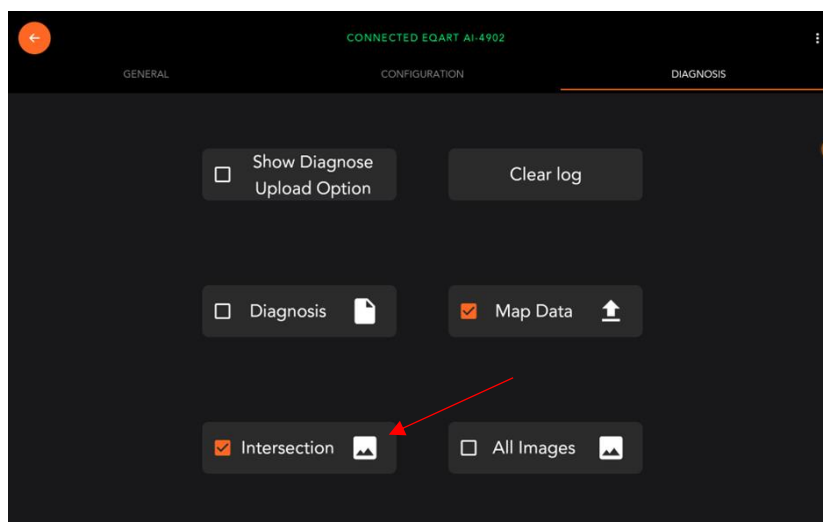 CONNECTED EQART AI-4902
GENERAL
CONFIGURATION
DIAGNOSIS
Show Diagnose
Upload Option
Clear log
Diagnosis
Map Data
Intersection
All Images